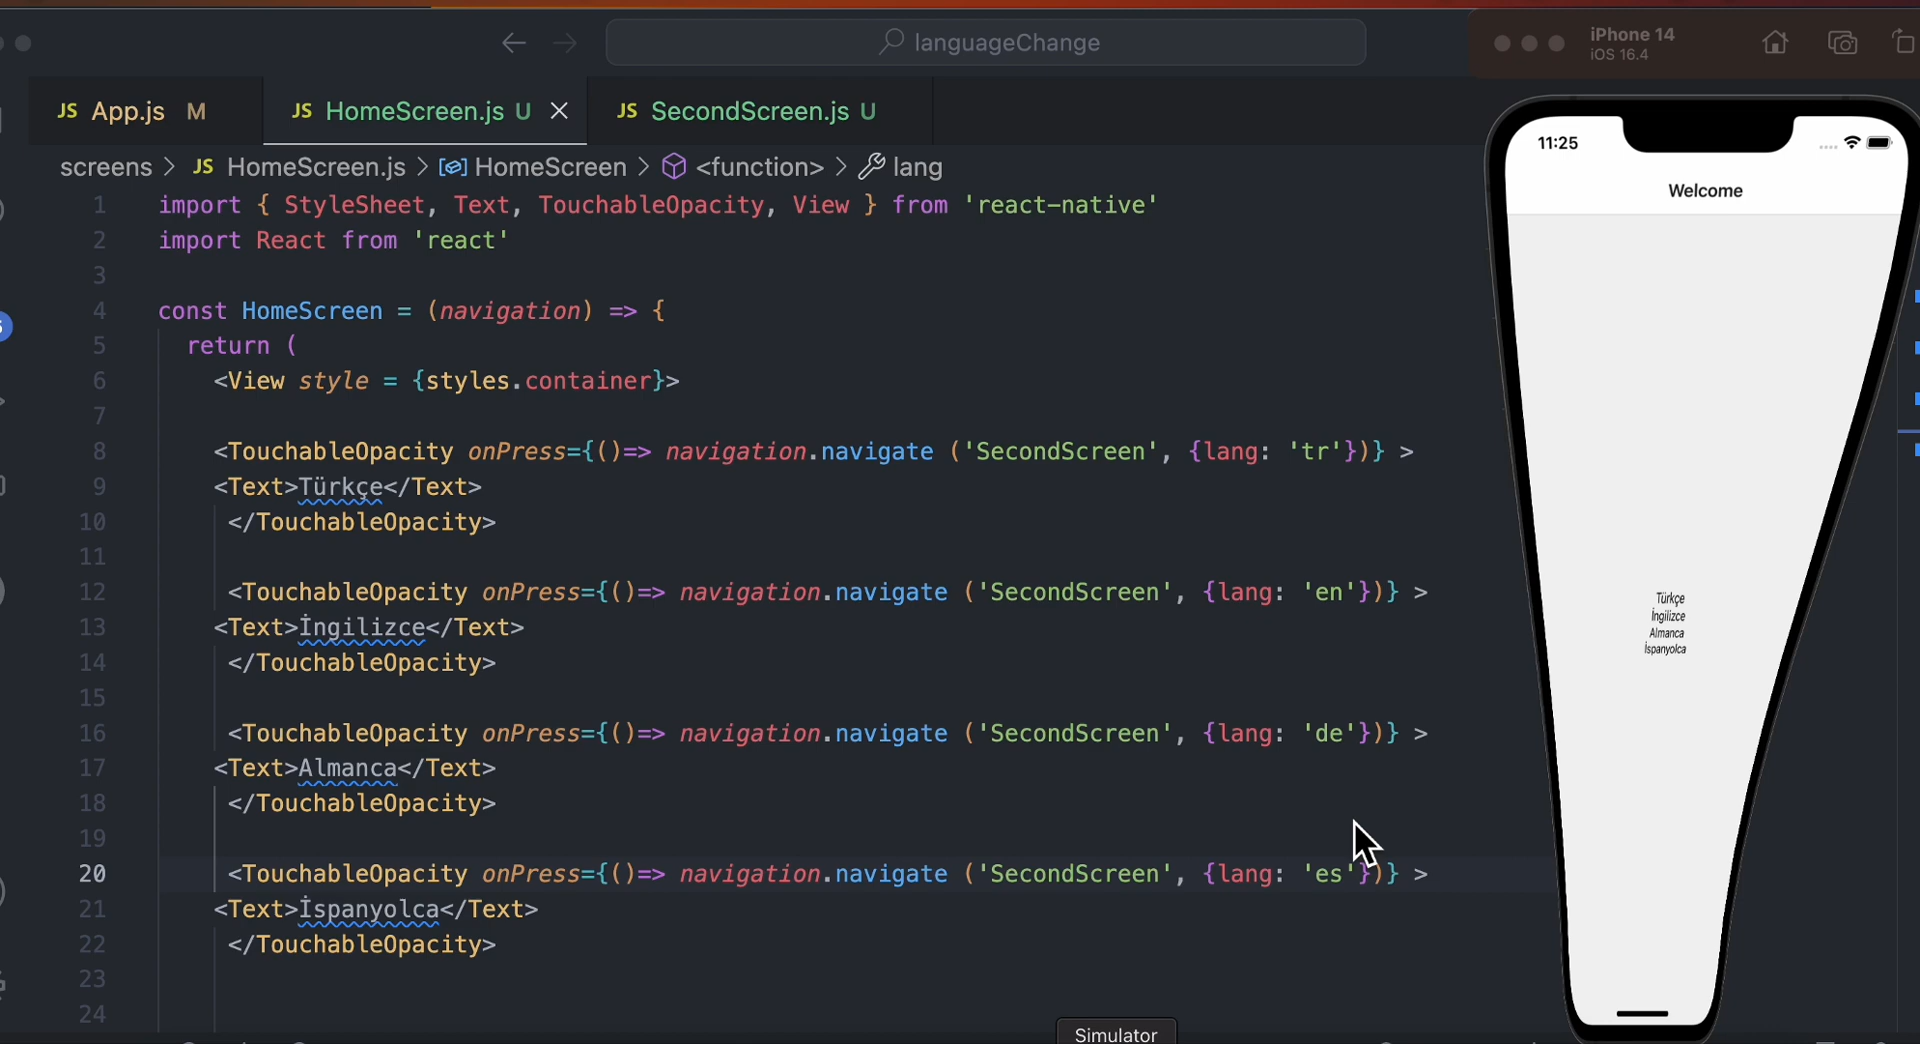 languageChange
iPhone 14
iOS 16.4
JS App.js M
JS HomeScreen.js U
JS SecondScreen.js U
screens > JS HomeScreen.js > HomeScreen > <function> > lang
1 import { StyleSheet, Text, TouchableOpacity, View } from 'react-native'
2 import React from 'react'
3
4 const HomeScreen = (navigation) => {
5 return (
6 <View style = {styles.container}>
7
8 <TouchableOpacity onPress={()=> navigation.navigate ('SecondScreen', {lang: 'tr'})} >
9 <Text>Türkçe</Text>
10 </TouchableOpacity>
11
12 <TouchableOpacity onPress={()=> navigation.navigate ('SecondScreen', {lang: 'en'})} >
13 <Text>İngilizce</Text>
14 </TouchableOpacity>
15
16 <TouchableOpacity onPress={()=> navigation.navigate ('SecondScreen', {lang: 'de'})} >
17 <Text>Almanca</Text>
18 </TouchableOpacity>
19
20 <TouchableOpacity onPress={()=> navigation.navigate ('SecondScreen', {lang: 'es'})} >
21 <Text>İspanyolca</Text>
22 </TouchableOpacity>
23
24
11:25
Welcome
Türkçe
İngilizce
Almanca
İspanyolca
Simulator